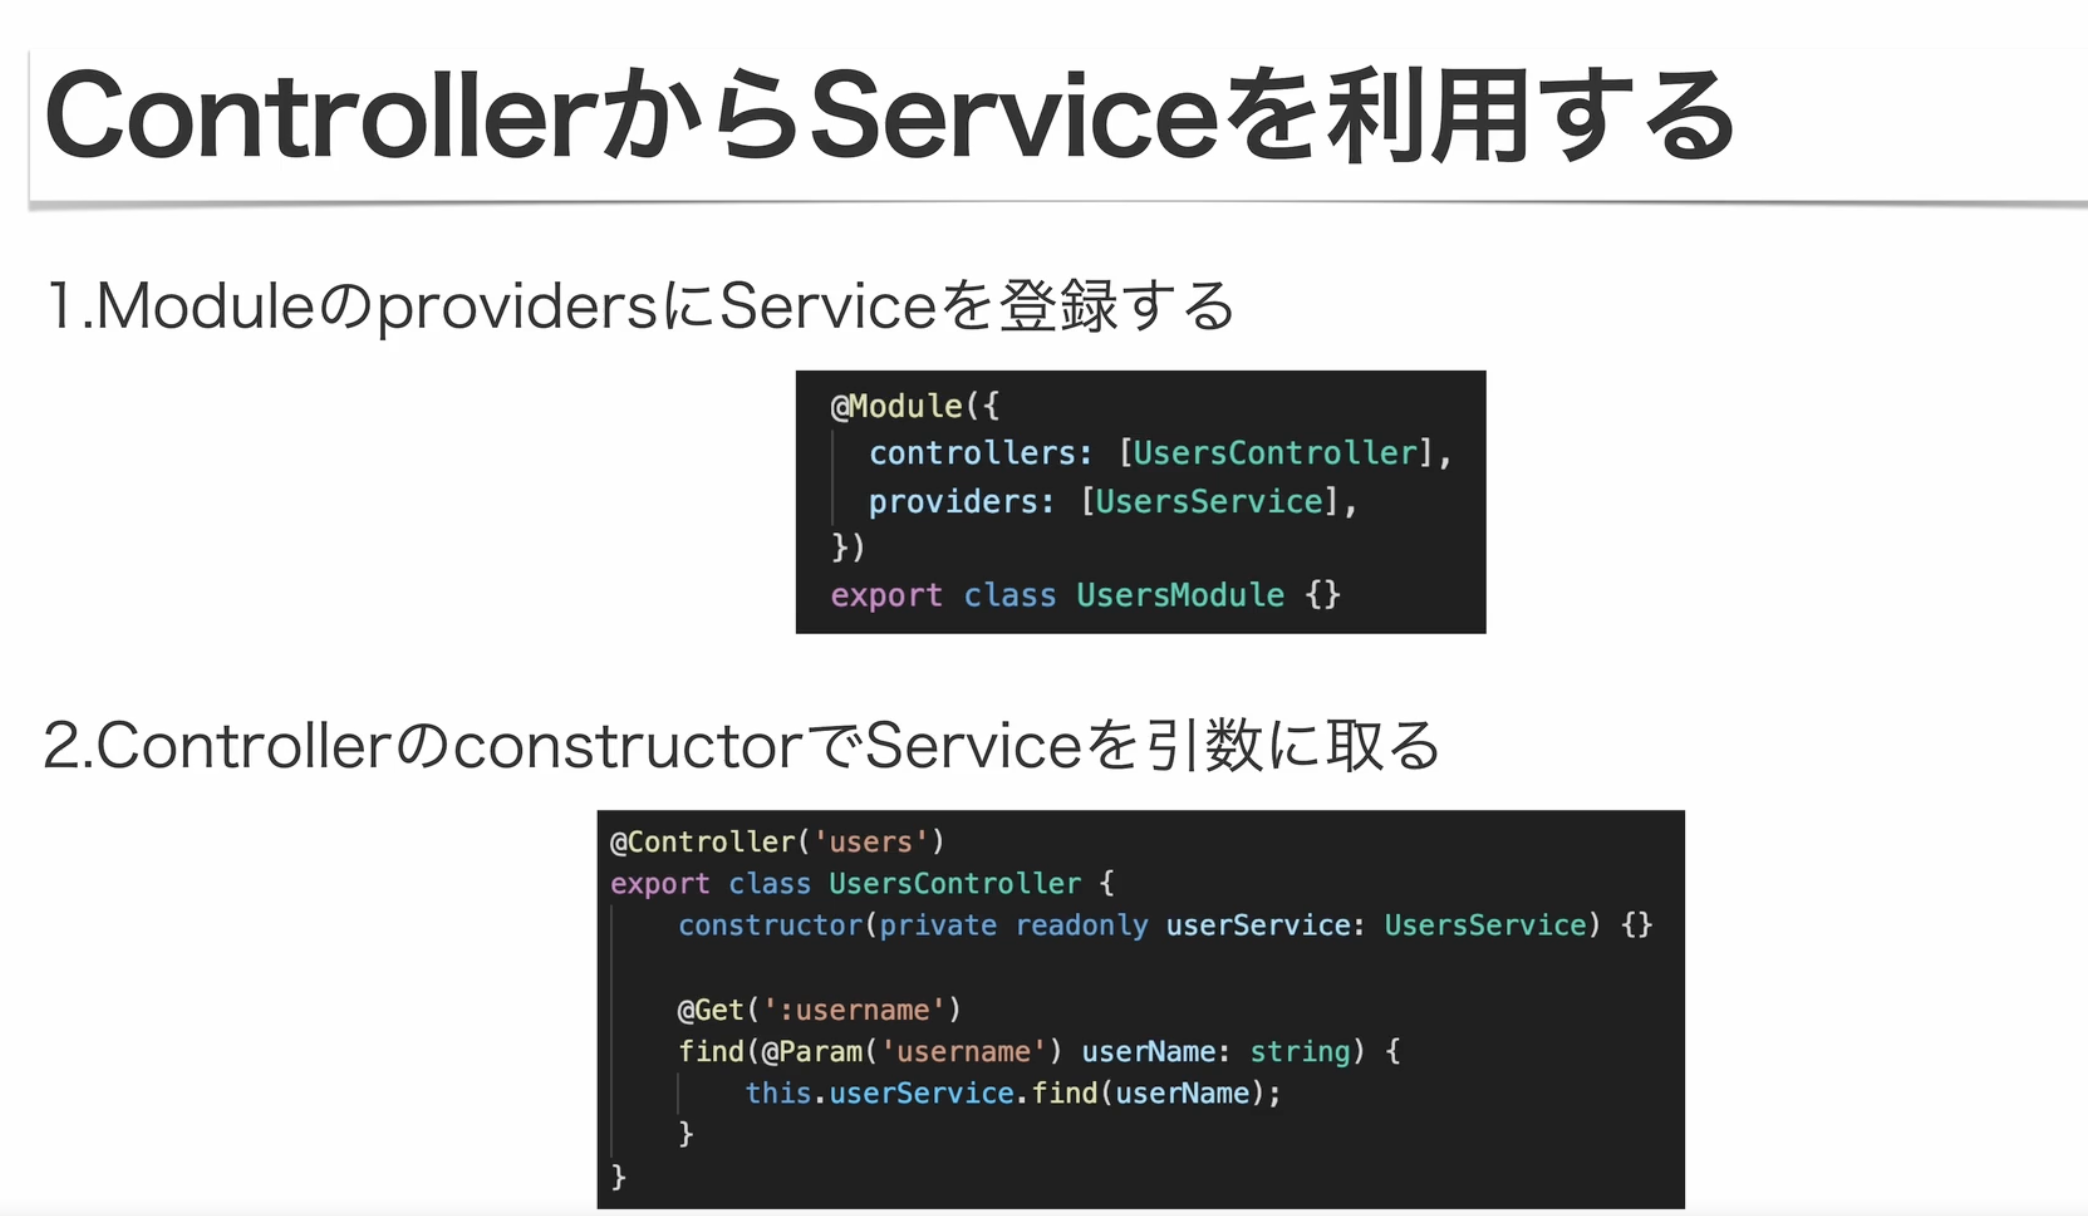 ControllerからServiceを利用する
1.ModuleのprovidersにServiceを登録する
@Module({
  controllers: [UsersController],
  providers: [UsersService],
})
export class UsersModule {}
2.ControllerのconstructorでServiceを引数に取る
@Controller('users')
export class UsersController {
    constructor(private readonly userService: UsersService) {}
    @Get(':username')
    find(@Param('username') userName: string) {
        this.userService.find(userName);
    }
}